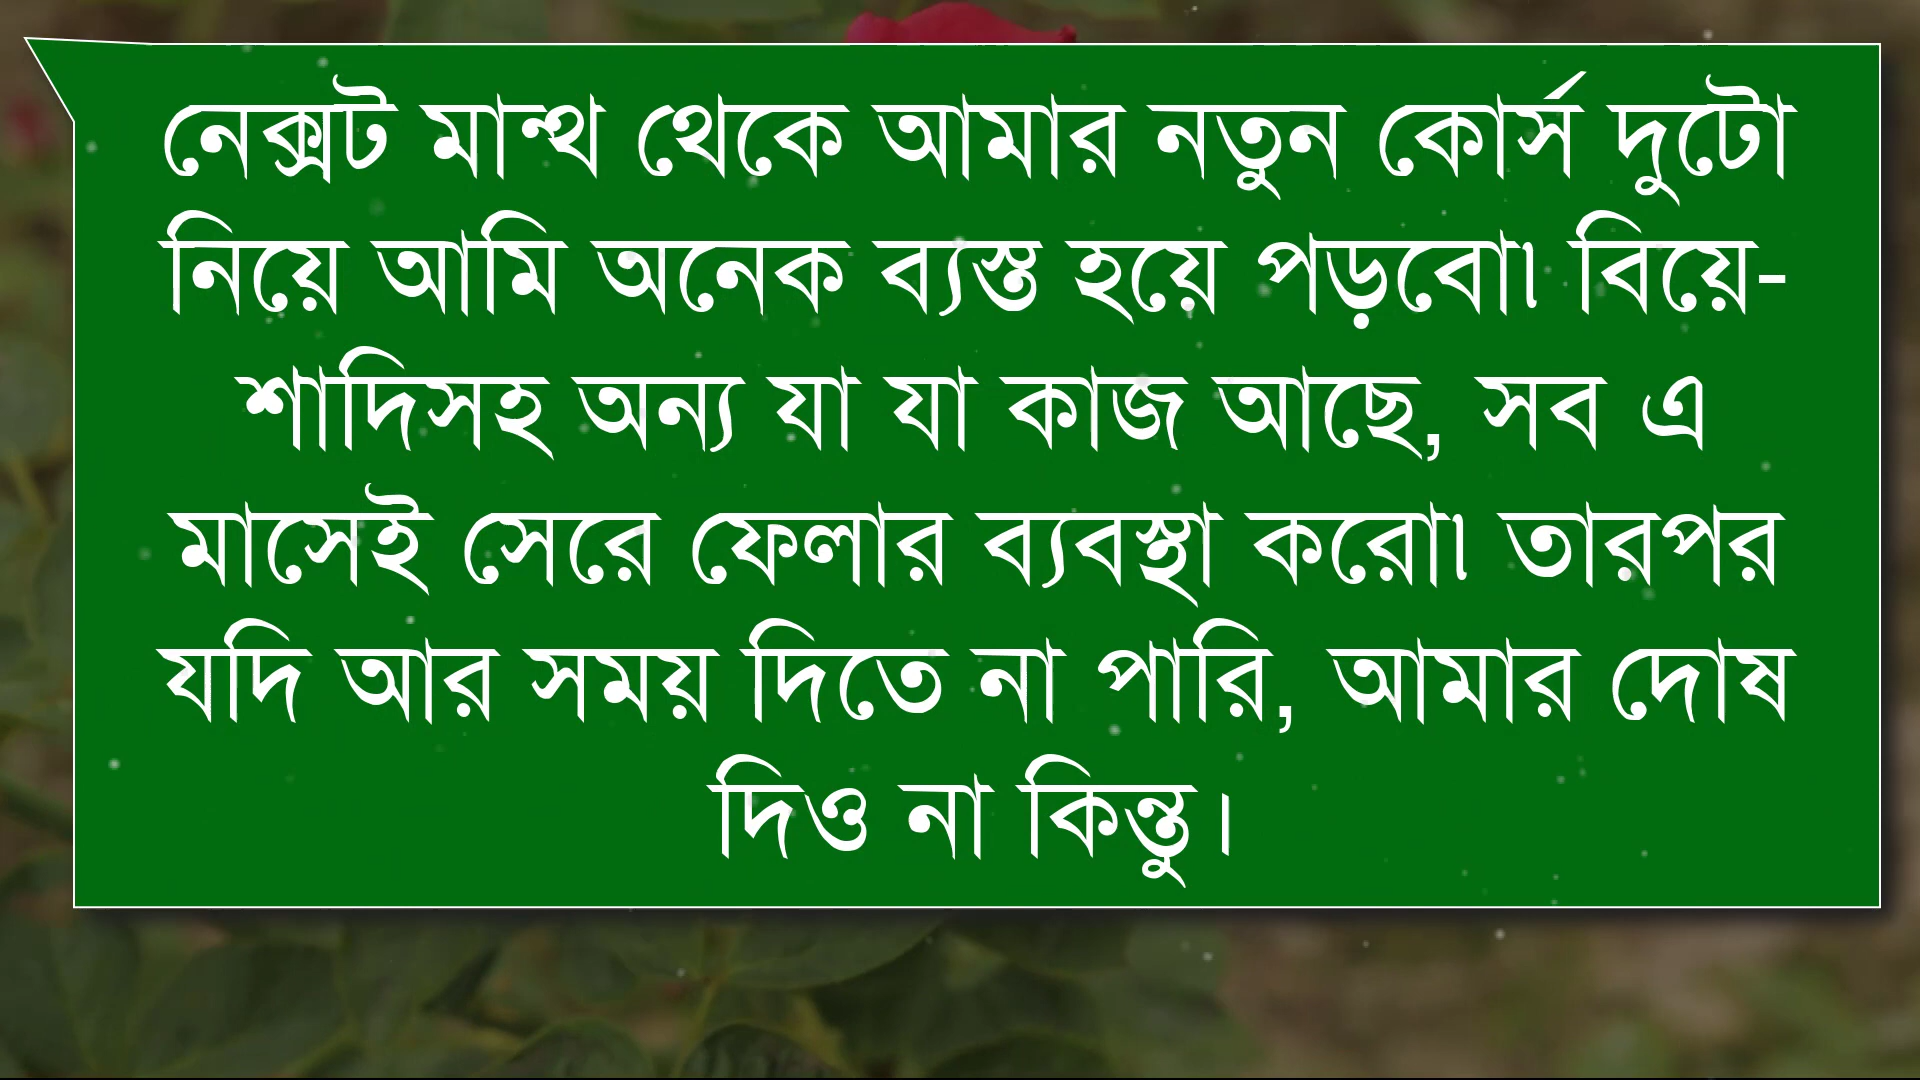 নেক্সট মান্থ থেকে আমার নতুন কোর্স দুটো
নিয়ে আমি অনেক ব্যস্ত হয়ে পড়বো৷ বিয়ে-
শাদিসহ অন্য যা যা কাজ আছে, সব এ
মাসেই সেরে ফেলার ব্যবস্থা করো৷ তারপর
যদি আর সময় দিতে না পারি, আমার দোষ
দিও না কিন্তু।